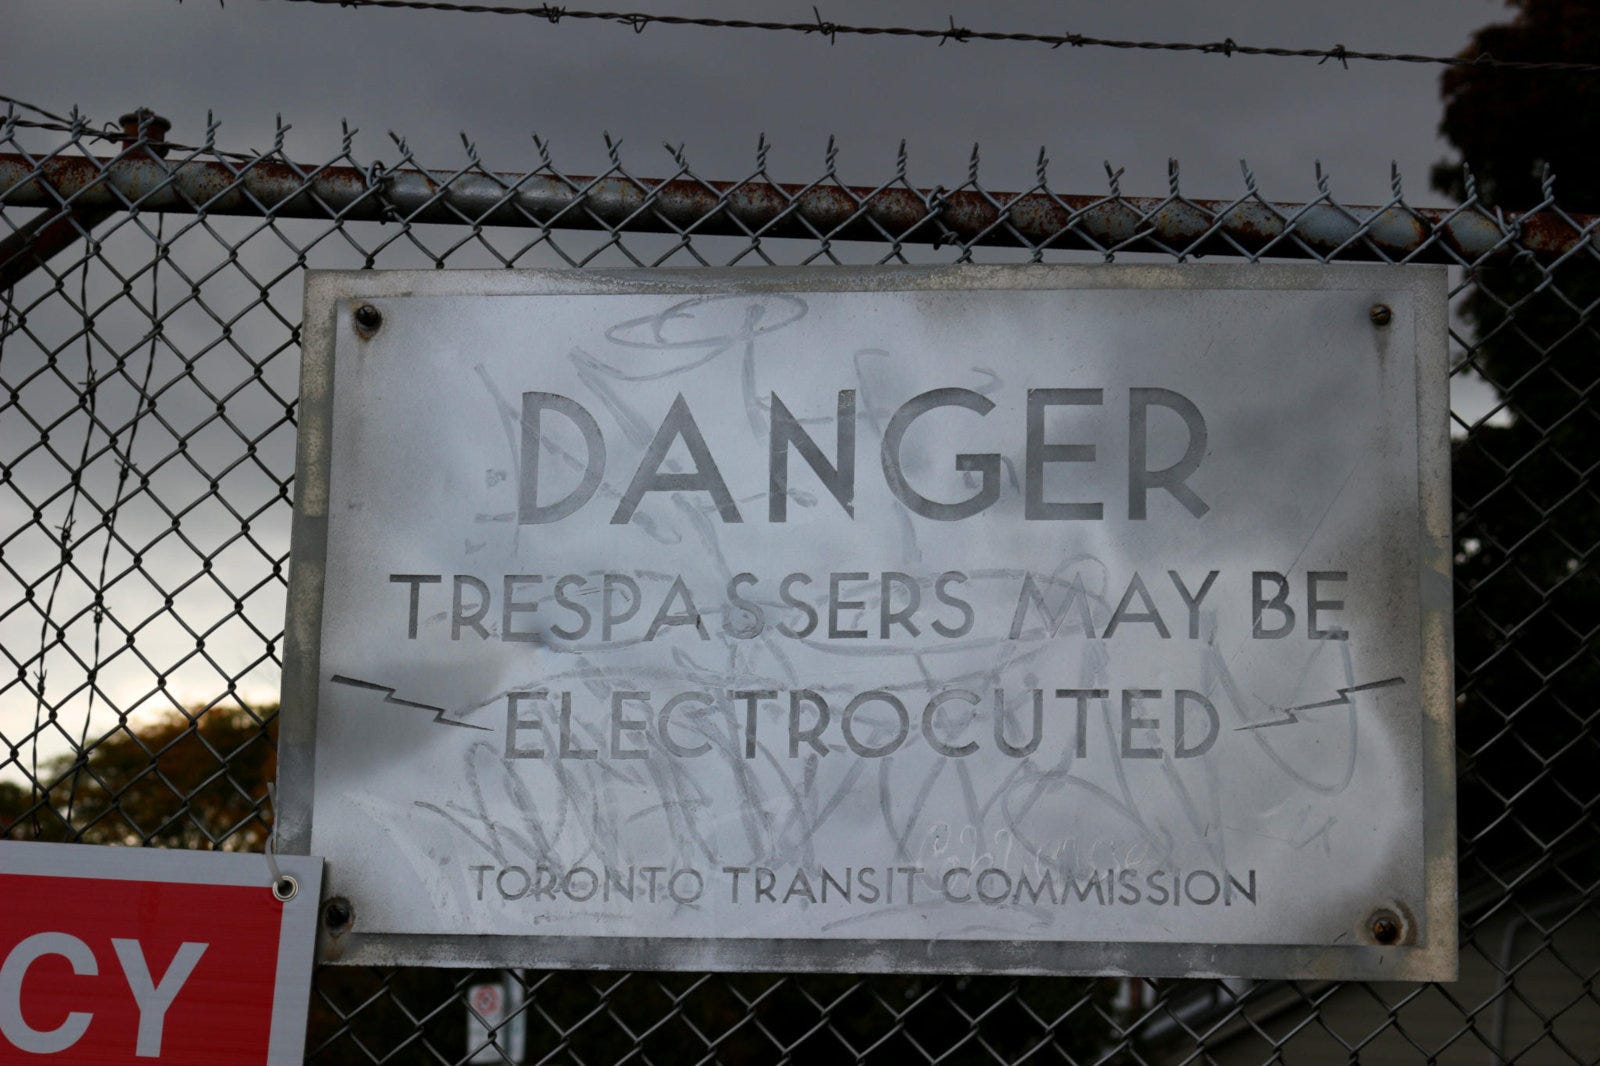 DANGER
TRESPASSERS MAY BE
ELECTROCUTED
TORONTO TRANSIT COMMISSION
CY